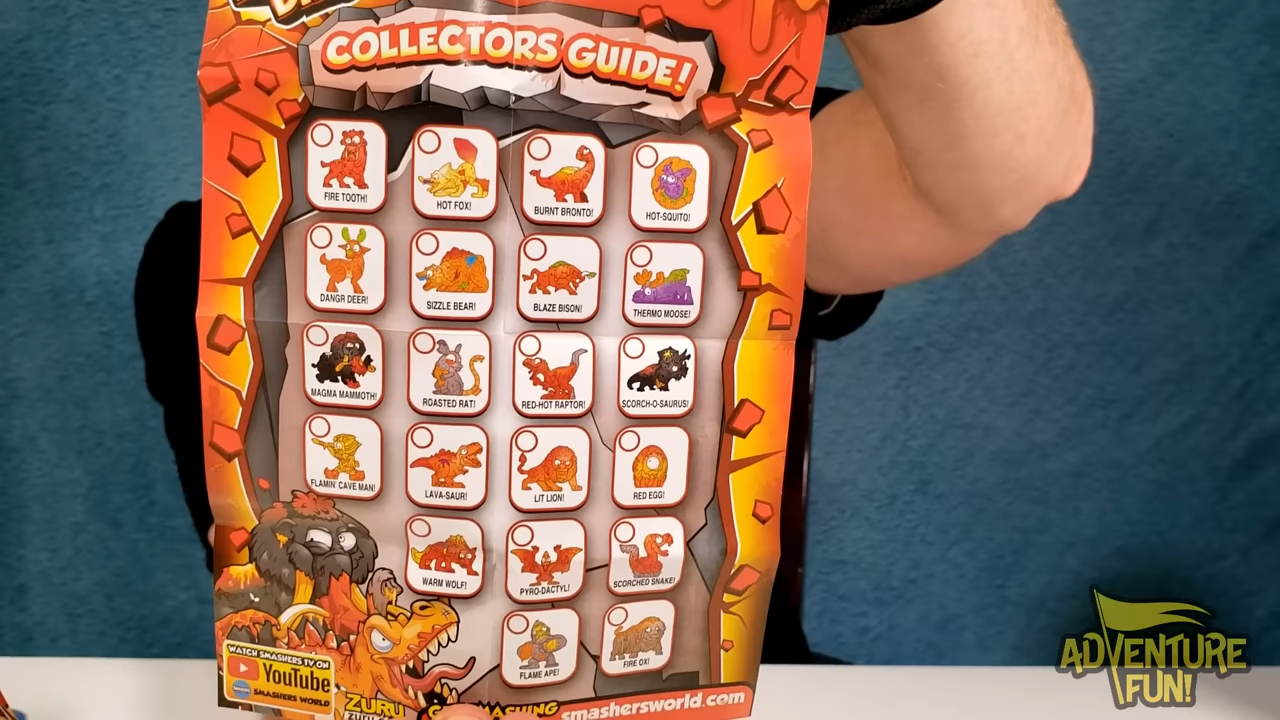 COLLECTORS GUIDE!
FIRE TOOTH!
HOT FOX!
BURNT BRONTO!
HOT-SQUITO!
DANGR DEER!
SIZZLE BEAR!
BLAZE BISON!
THERMO MOOSE!
MAGMA MAMMOTH!
ROASTED RAT!
RED-HOT RAPTOR!
SCORCH-O-SAURUS!
FLAMIN' CAVE MAN!
LAVA-SAUR!
LIT LION!
RED EGG!
WARM WOLF!
PYRO-DACTYL!
SCORCHED SNAKE!
FLAME APE!
FIRE OX!
WATCH SMASHERS TV ON
YouTube
SMASHERS WORLD
ZURU
smashersworld.com
ADVENTURE
FUN!